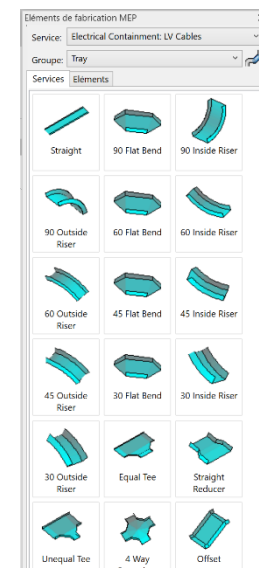 Eléments de fabrication MEP
Service: Electrical Containment: LV Cables
Groupe: Tray
Services Eléments
Straight 90 Flat Bend 90 Inside Riser
90 Outside Riser 60 Flat Bend 60 Inside Riser
60 Outside Riser 45 Flat Bend 45 Inside Riser
45 Outside Riser 30 Flat Bend 30 Inside Riser
30 Outside Riser Equal Tee Straight Reducer
Unequal Tee 4 Way Offset